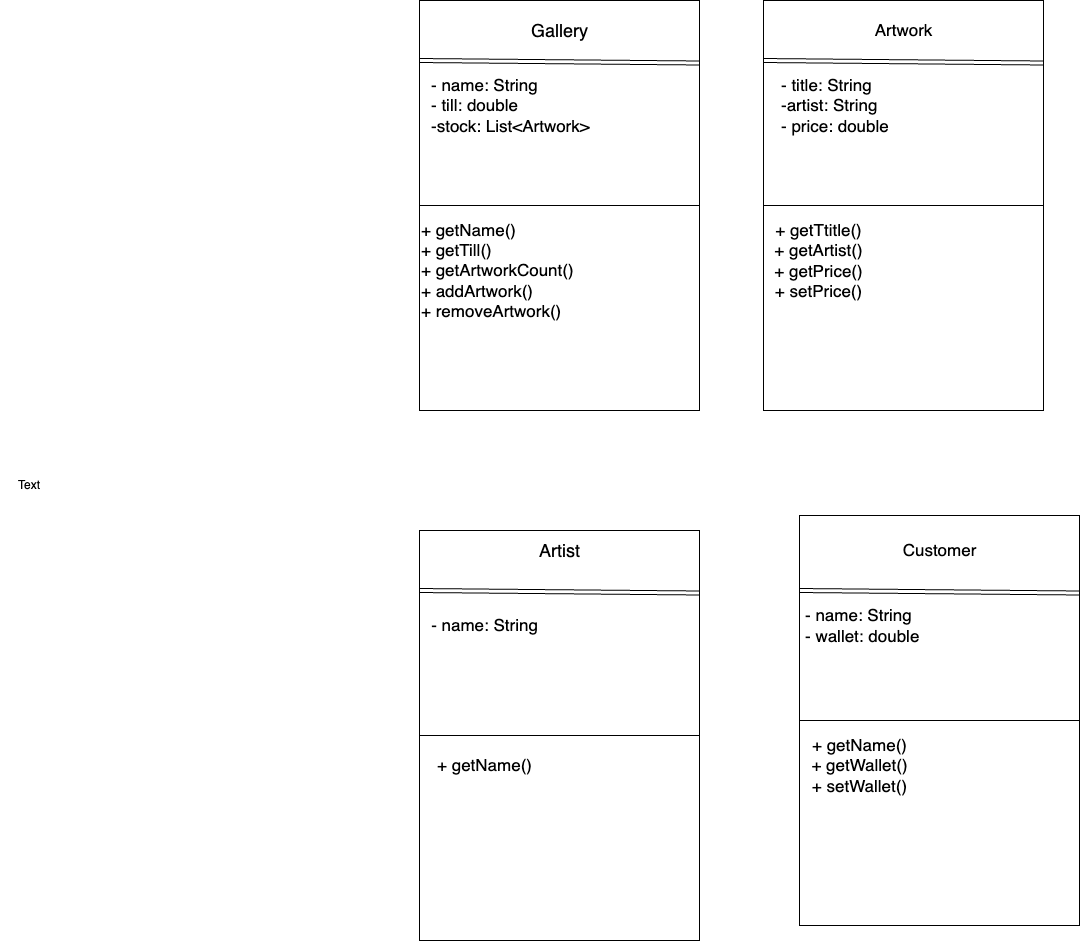 Gallery
- name: String
- till: double
-stock: List<Artwork>
+ getName()
+ getTill()
+ getArtworkCount()
+ addArtwork()
+ removeArtwork()
Artwork
- title: String
-artist: String
- price: double
+ getTtitle()
+ getArtist()
+ getPrice()
+ setPrice()
Text
Artist
- name: String
+ getName()
Customer
- name: String
- wallet: double
+ getName()
+ getWallet()
+ setWallet()